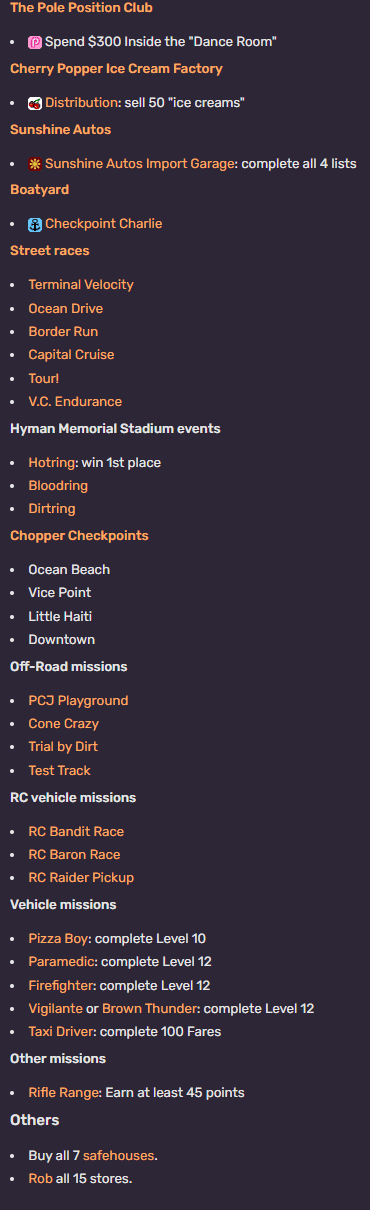 The Pole Position Club
Spend $300 Inside the "Dance Room"
Cherry Popper Ice Cream Factory
Distribution: sell 50 "ice creams"
Sunshine Autos
Sunshine Autos Import Garage: complete all 4 lists
Boatyard
Checkpoint Charlie
Street races
Terminal Velocity
Ocean Drive
Border Run
Capital Cruise
Tour!
V.C. Endurance
Hyman Memorial Stadium events
Hotring: win 1st place
Bloodring
Dirtring
Chopper Checkpoints
Ocean Beach
Vice Point
Little Haiti
Downtown
Off-Road missions
PCJ Playground
Cone Crazy
Trial by Dirt
Test Track
RC vehicle missions
RC Bandit Race
RC Baron Race
RC Raider Pickup
Vehicle missions
Pizza Boy: complete Level 10
Paramedic: complete Level 12
Firefighter: complete Level 12
Vigilante or Brown Thunder: complete Level 12
Taxi Driver: complete 100 Fares
Other missions
Rifle Range: Earn at least 45 points
Others
Buy all 7 safehouses.
Rob all 15 stores.